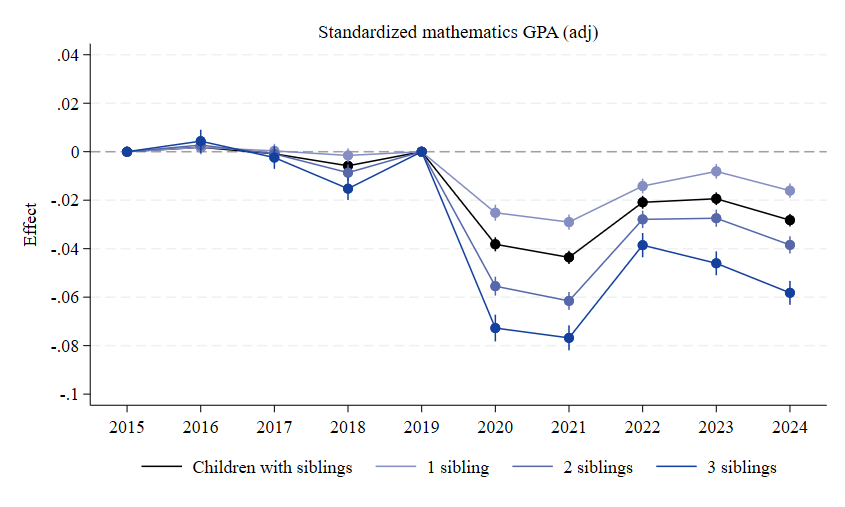 Standardized mathematics GPA (adj)
.04
.02
0
-.02
-.04
-.06
-.08
-.1
Effect
2015 2016 2017 2018 2019 2020 2021 2022 2023 2024
Children with siblings 1 sibling 2 siblings 3 siblings